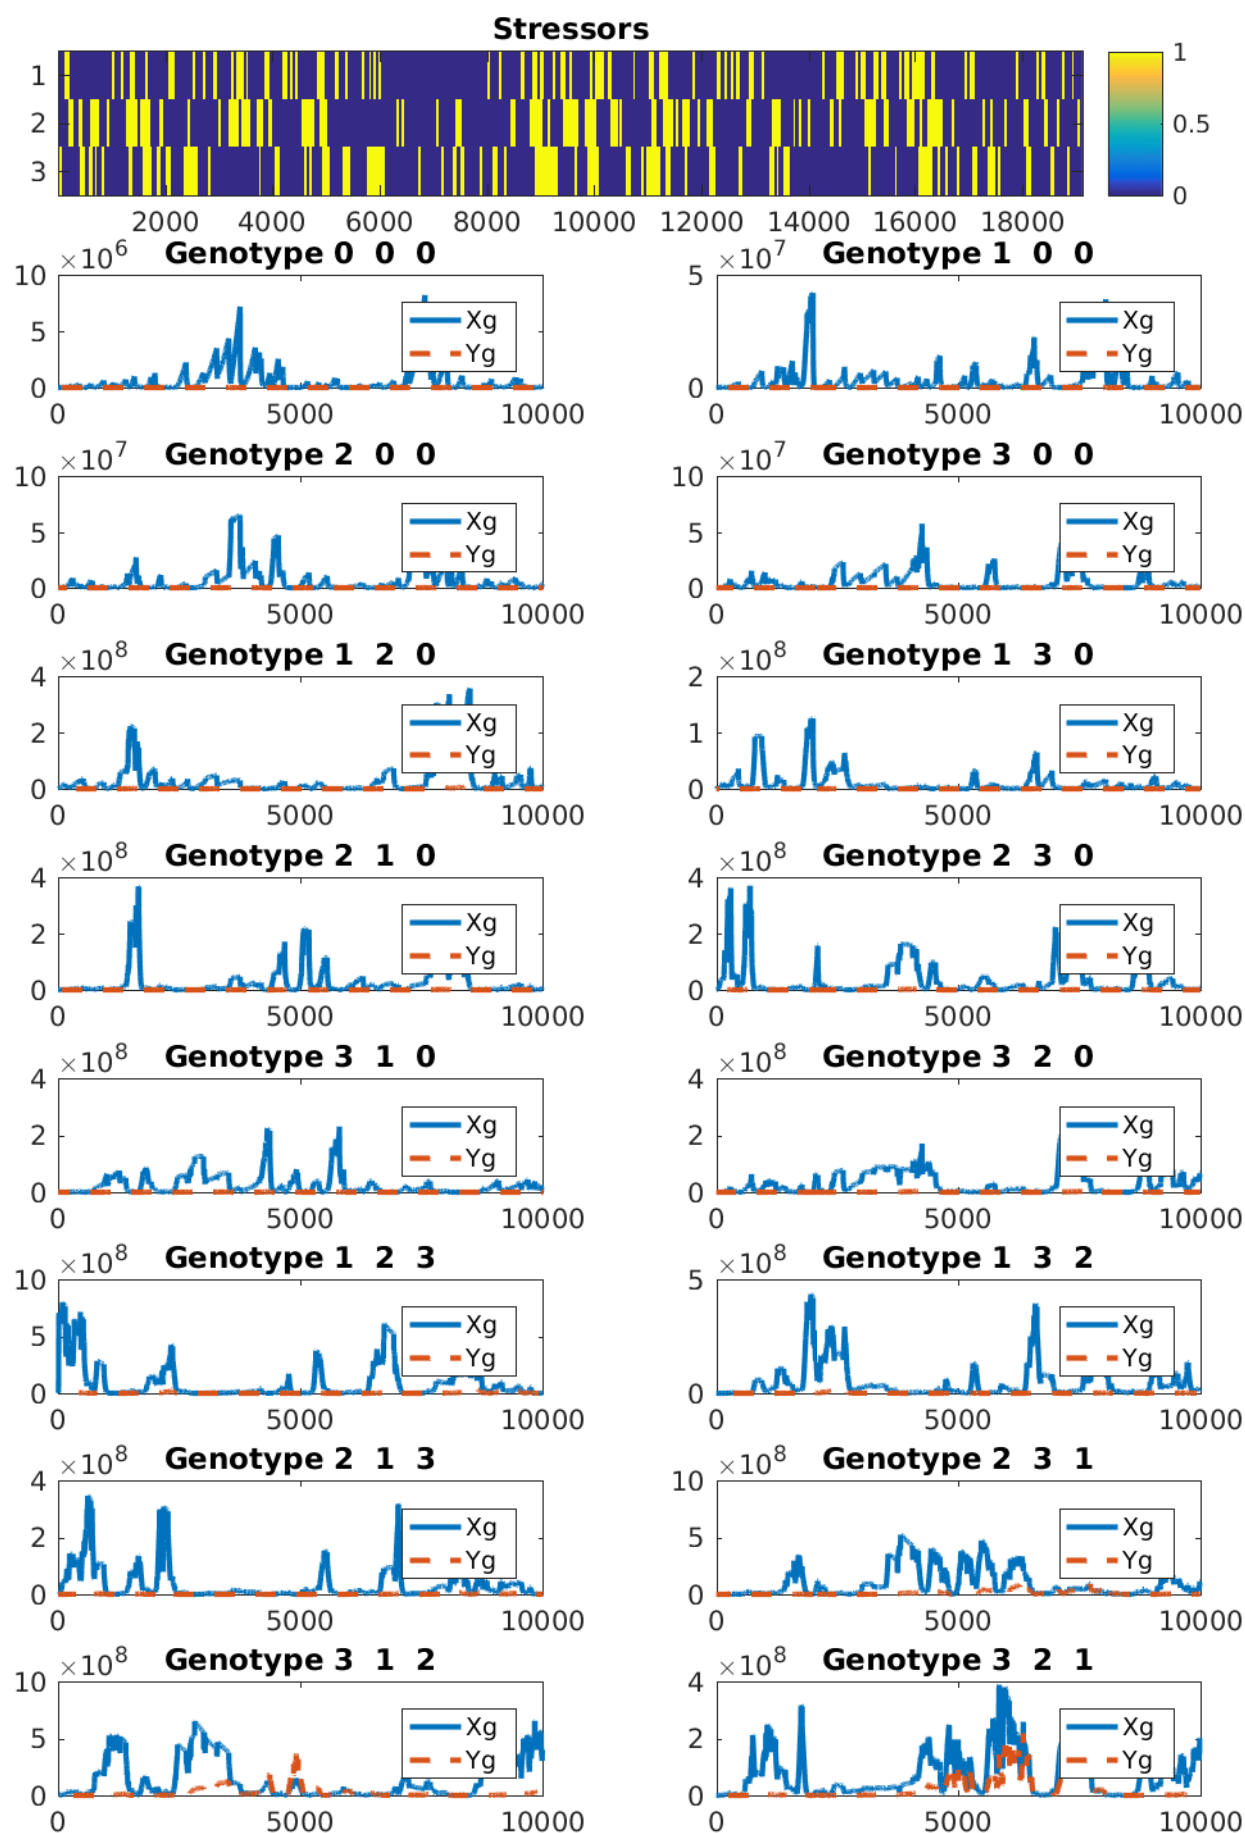 Stressors
1
1
2
0.5
3
0
2000 4000 6000 8000 10000 12000 14000 16000 18000
×10^6 Genotype 0 0 0
×10^7 Genotype 1 0 0
10
5
0
Xg
Yg
5
0
Xg
Yg
0 5000 10000
0 5000 10000
×10^7 Genotype 2 0 0
×10^7 Genotype 3 0 0
10
5
0
Xg
Yg
10
5
0
Xg
Yg
0 5000 10000
0 5000 10000
×10^8 Genotype 1 2 0
×10^8 Genotype 1 3 0
4
2
0
Xg
Yg
2
1
0
Xg
Yg
0 5000 10000
0 5000 10000
×10^8 Genotype 2 1 0
×10^8 Genotype 2 3 0
4
2
0
Xg
Yg
4
2
0
Xg
Yg
0 5000 10000
0 5000 10000
×10^8 Genotype 3 1 0
×10^8 Genotype 3 2 0
4
2
0
Xg
Yg
4
2
0
Xg
Yg
0 5000 10000
0 5000 10000
×10^8 Genotype 1 2 3
×10^8 Genotype 1 3 2
10
5
0
Xg
Yg
5
0
Xg
Yg
0 5000 10000
0 5000 10000
×10^8 Genotype 2 1 3
×10^8 Genotype 2 3 1
4
2
0
Xg
Yg
10
5
0
Xg
Yg
0 5000 10000
0 5000 10000
×10^8 Genotype 3 1 2
×10^8 Genotype 3 2 1
10
5
0
Xg
Yg
4
2
0
Xg
Yg
0 5000 10000
0 5000 10000